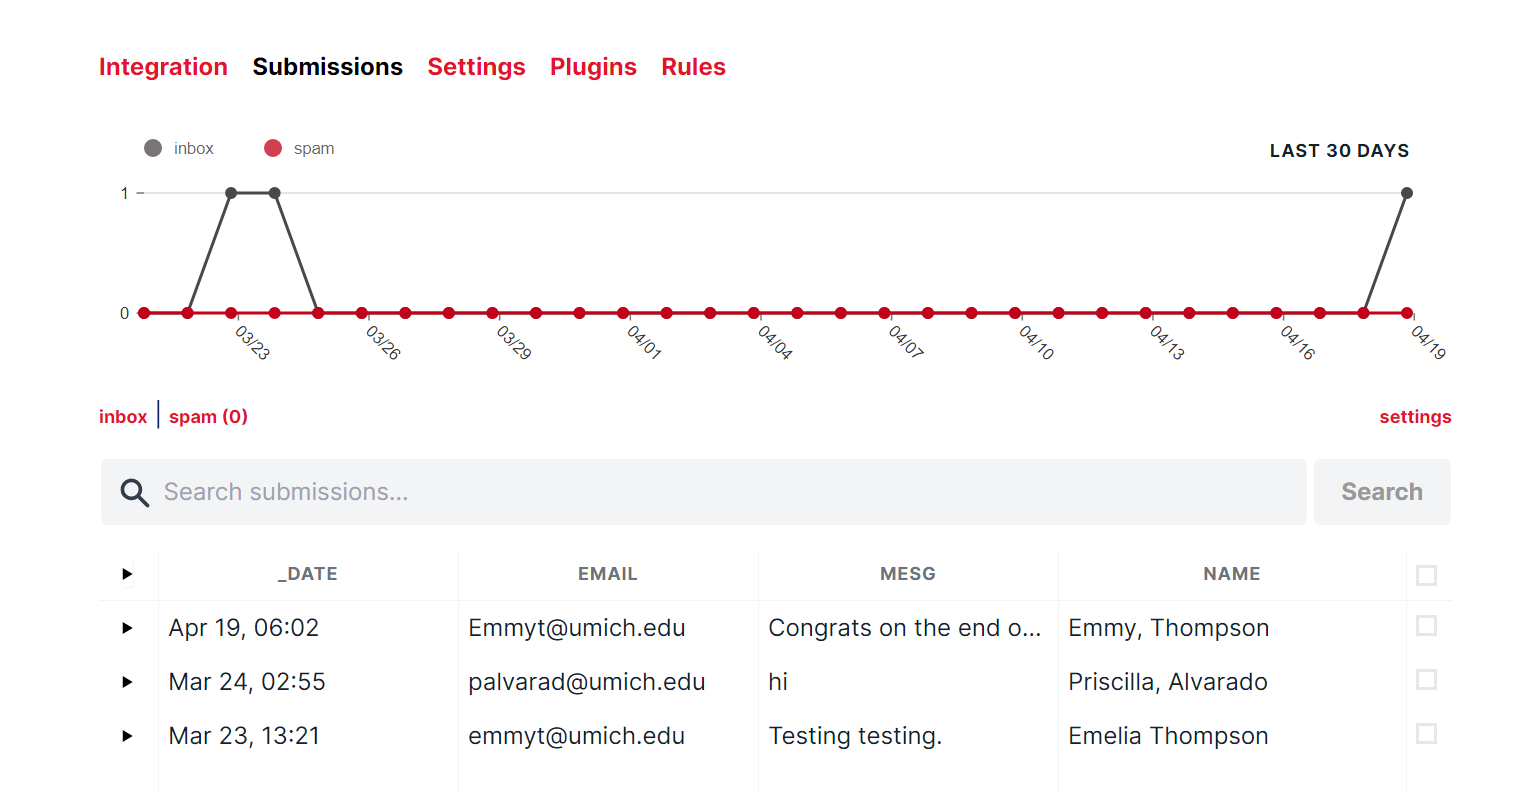 Integration Submissions Settings Plugins Rules
inbox spam LAST 30 DAYS
1
0
03/23 03/26 03/29 04/01 04/04 04/07 04/10 04/13 04/16 04/19
inbox spam (0) settings
Search submissions... Search
_DATE EMAIL MESG NAME
Apr 19, 06:02 Emmyt@umich.edu Congrats on the end o... Emmy, Thompson
Mar 24, 02:55 palvarad@umich.edu hi Priscilla, Alvarado
Mar 23, 13:21 emmyt@umich.edu Testing testing. Emelia Thompson